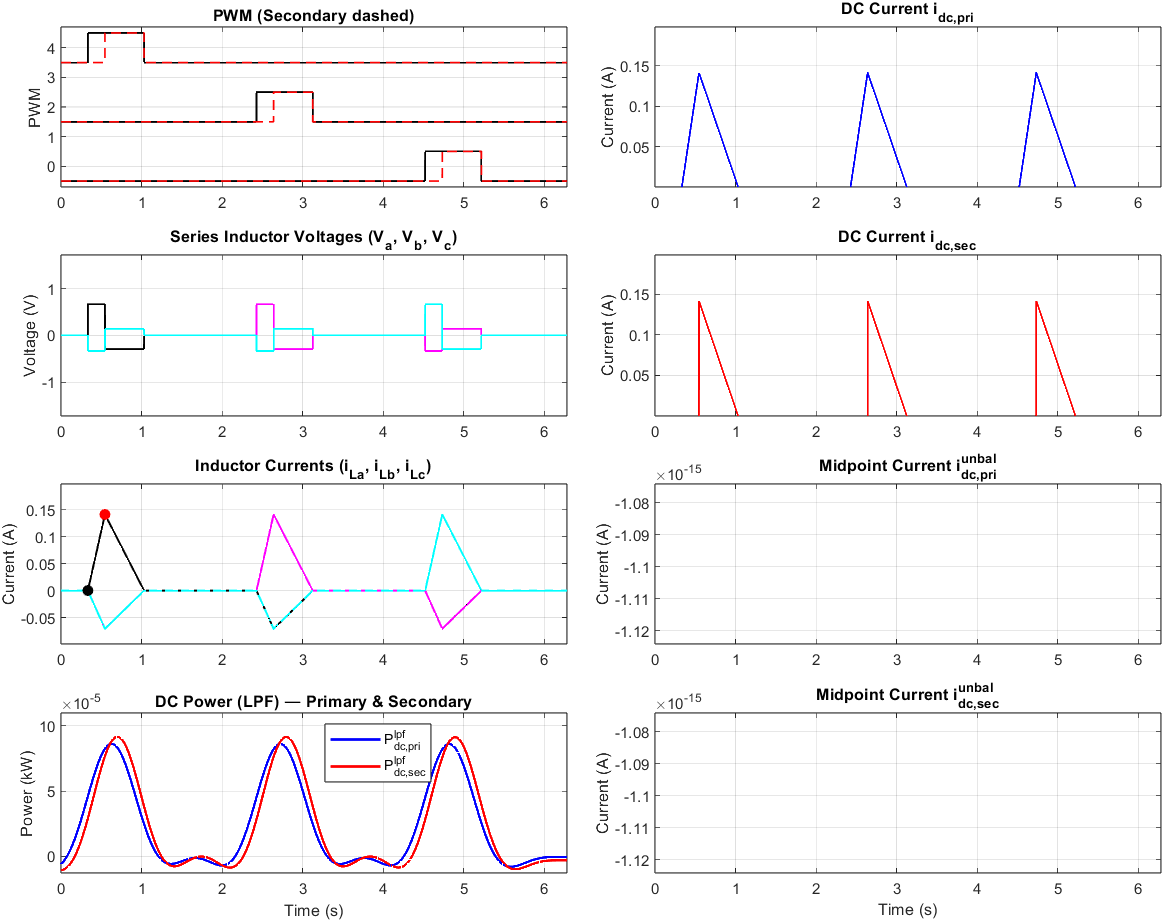 PWM (Secondary dashed)
PWM
4
3
2
1
0
0 1 2 3 4 5 6
DC Current i_dc,pri
Current (A)
0.15
0.1
0.05
0 1 2 3 4 5 6
Series Inductor Voltages (V_a, V_b, V_c)
Voltage (V)
1
0
-1
0 1 2 3 4 5 6
DC Current i_dc,sec
Current (A)
0.15
0.1
0.05
0 1 2 3 4 5 6
Inductor Currents (i_La, i_Lb, i_Lc)
Current (A)
0.15
0.1
0.05
0
-0.05
0 1 2 3 4 5 6
Midpoint Current i^unbal_dc,pri
×10^-15
Current (A)
-1.08
-1.09
-1.1
-1.11
-1.12
0 1 2 3 4 5 6
DC Power (LPF) — Primary & Secondary
×10^-5
Power (kW)
10
5
0
P^lpf_dc,pri
P^lpf_dc,sec
0 1 2 3 4 5 6
Time (s)
Midpoint Current i^unbal_dc,sec
×10^-15
Current (A)
-1.08
-1.09
-1.1
-1.11
-1.12
0 1 2 3 4 5 6
Time (s)